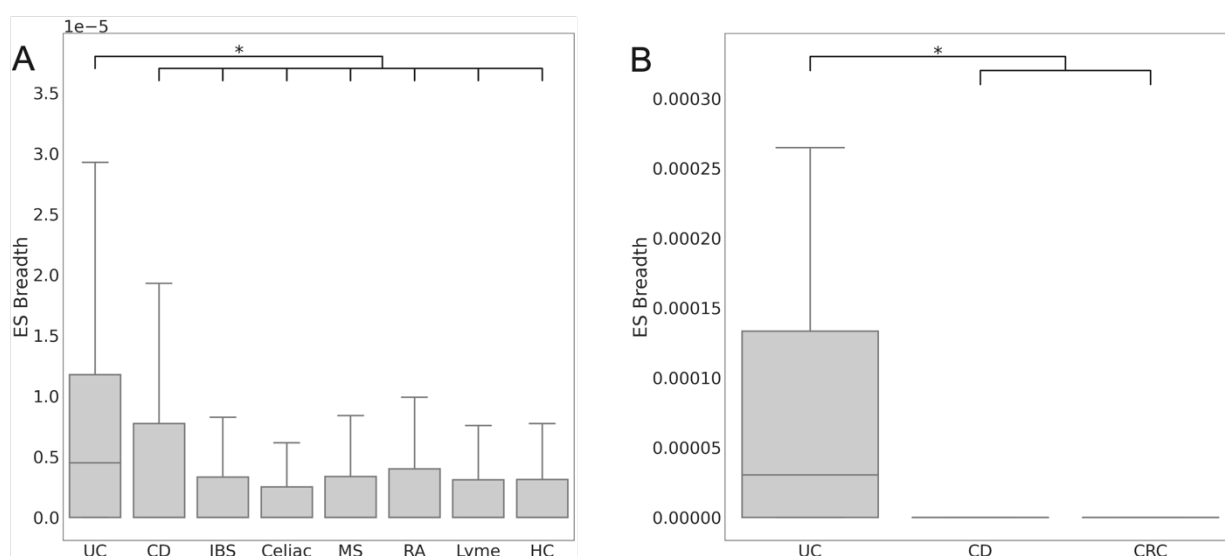 A
1e−5
*
ES Breadth
3.5
3.0
2.5
2.0
1.5
1.0
0.5
0.0
UC CD IBS Celiac MS RA Lyme HC
B
*
ES Breadth
0.00030
0.00025
0.00020
0.00015
0.00010
0.00005
0.00000
UC CD CRC